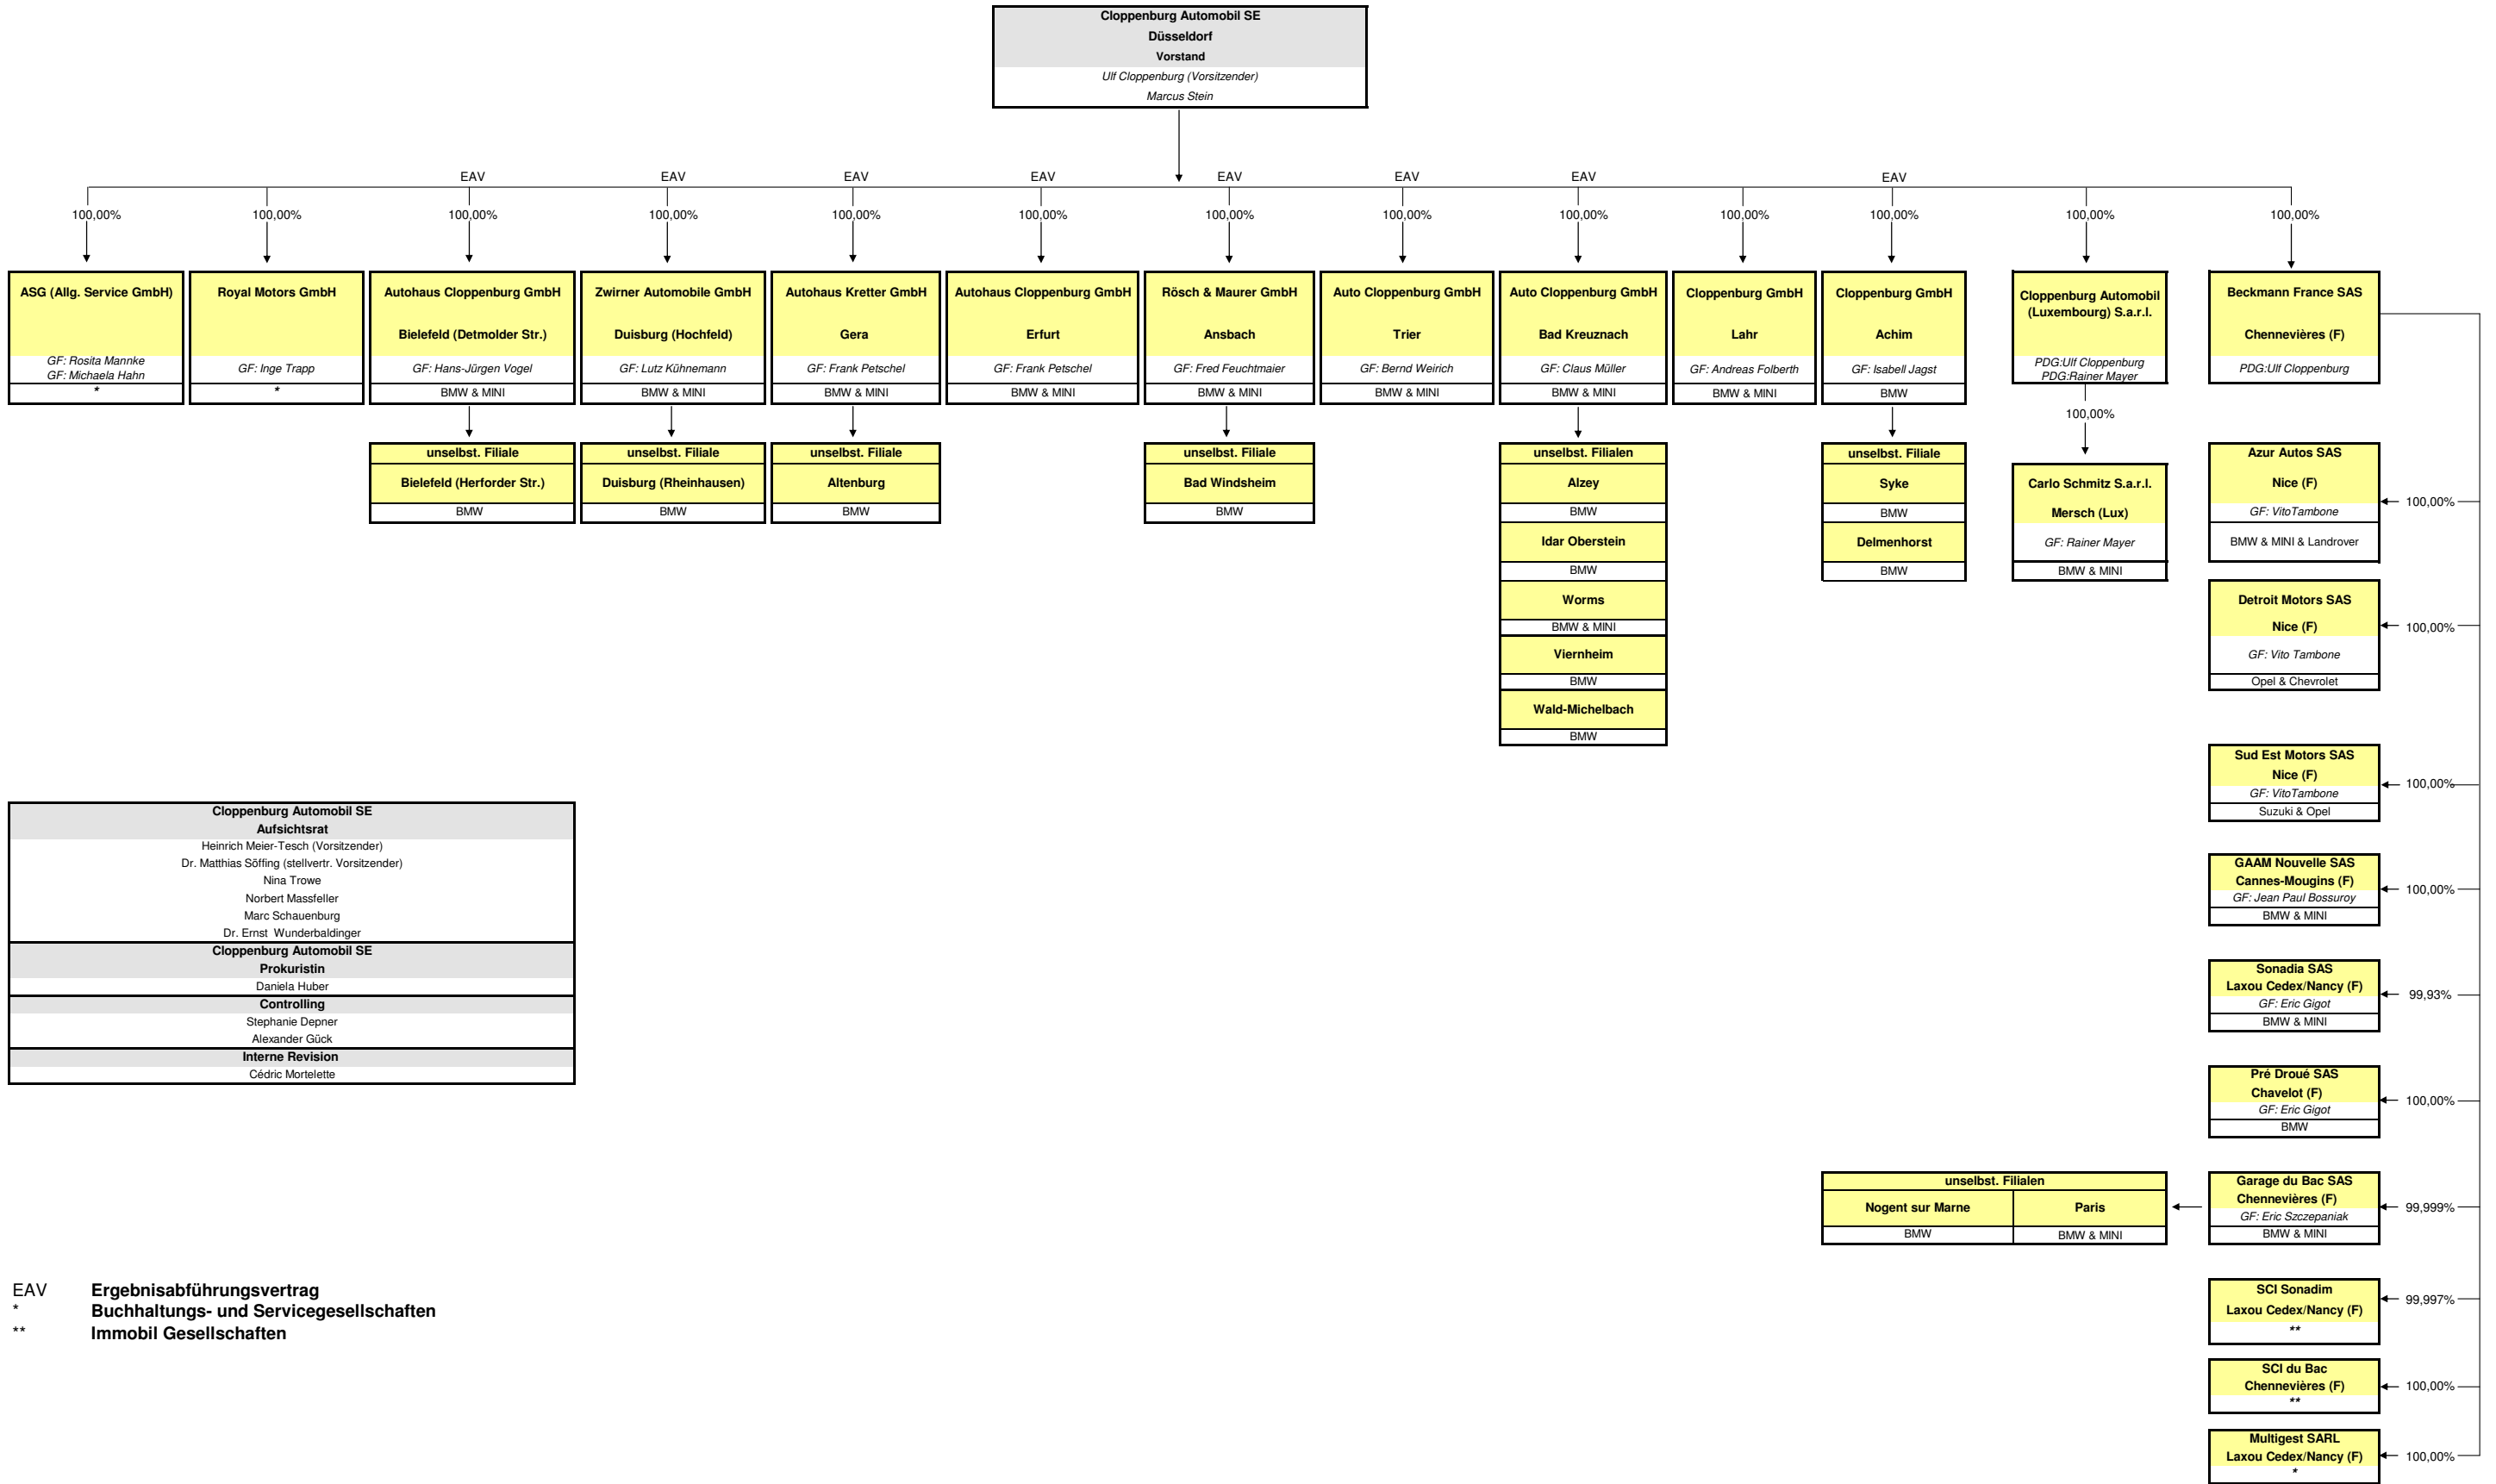 Cloppenburg Automobil SE
Düsseldorf
Vorstand
Ulf Cloppenburg (Vorsitzender)
Marcus Stein
EAV EAV EAV EAV EAV EAV EAV EAV
100,00% 100,00% 100,00% 100,00% 100,00% 100,00% 100,00% 100,00% 100,00% 100,00% 100,00% 100,00% 100,00%
ASG (Allg. Service GmbH)
GF: Rosita Mannke
GF: Michaela Hahn
*
Royal Motors GmbH
GF: Inge Trapp
*
Autohaus Cloppenburg GmbH
Bielefeld (Detmolder Str.)
GF: Hans-Jürgen Vogel
BMW & MINI
unselbst. Filiale
Bielefeld (Herforder Str.)
BMW
Zwirner Automobile GmbH
Duisburg (Hochfeld)
GF: Lutz Kühnemann
BMW & MINI
unselbst. Filiale
Duisburg (Rheinhausen)
BMW
Autohaus Kretter GmbH
Gera
GF: Frank Petschel
BMW & MINI
unselbst. Filiale
Altenburg
BMW
Autohaus Cloppenburg GmbH
Erfurt
GF: Frank Petschel
BMW & MINI
Rösch & Maurer GmbH
Ansbach
GF: Fred Feuchtmaier
BMW & MINI
unselbst. Filiale
Bad Windsheim
BMW
Auto Cloppenburg GmbH
Trier
GF: Bernd Weirich
BMW & MINI
Auto Cloppenburg GmbH
Bad Kreuznach
GF: Claus Müller
BMW & MINI
unselbst. Filialen
Alzey
BMW
Idar Oberstein
BMW
Worms
BMW & MINI
Viernheim
BMW
Wald-Michelbach
BMW
Cloppenburg GmbH
Lahr
GF: Andreas Folberth
BMW & MINI
Cloppenburg GmbH
Achim
GF: Isabell Jagst
BMW
unselbst. Filiale
Syke
BMW
Delmenhorst
BMW
Cloppenburg Automobil
(Luxembourg) S.a.r.l.
PDG:Ulf Cloppenburg
PDG:Rainer Mayer
100,00%
Carlo Schmitz S.a.r.l.
Mersch (Lux)
GF: Rainer Mayer
BMW & MINI
Beckmann France SAS
Chennevières (F)
PDG:Ulf Cloppenburg
Azur Autos SAS
Nice (F)
100,00%
GF: VitoTambone
BMW & MINI & Landrover
Detroit Motors SAS
Nice (F)
100,00%
GF: Vito Tambone
Opel & Chevrolet
Sud Est Motors SAS
Nice (F)
100,00%
GF: VitoTambone
Suzuki & Opel
GAAM Nouvelle SAS
Cannes-Mougins (F)
100,00%
GF: Jean Paul Bossuroy
BMW & MINI
Sonadia SAS
Laxou Cedex/Nancy (F)
99,93%
GF: Eric Gigot
BMW & MINI
Pré Droué SAS
Chavelot (F)
100,00%
GF: Eric Gigot
BMW
Garage du Bac SAS
Chennevières (F)
99,999%
GF: Eric Szczepaniak
BMW & MINI
unselbst. Filialen
Nogent sur Marne Paris
BMW BMW & MINI
SCI Sonadim
Laxou Cedex/Nancy (F)
99,997%
**
SCI du Bac
Chennevières (F)
100,00%
**
Multigest SARL
Laxou Cedex/Nancy (F)
100,00%
*
Cloppenburg Automobil SE
Aufsichtsrat
Heinrich Meier-Tesch (Vorsitzender)
Dr. Matthias Söffing (stellvertr. Vorsitzender)
Nina Trowe
Norbert Massfeller
Marc Schauenburg
Dr. Ernst Wunderbaldinger
Cloppenburg Automobil SE
Prokuristin
Daniela Huber
Controlling
Stephanie Depner
Alexander Gück
Interne Revision
Cédric Mortelette
EAV Ergebnisabführungsvertrag
* Buchhaltungs- und Servicegesellschaften
** Immobil Gesellschaften